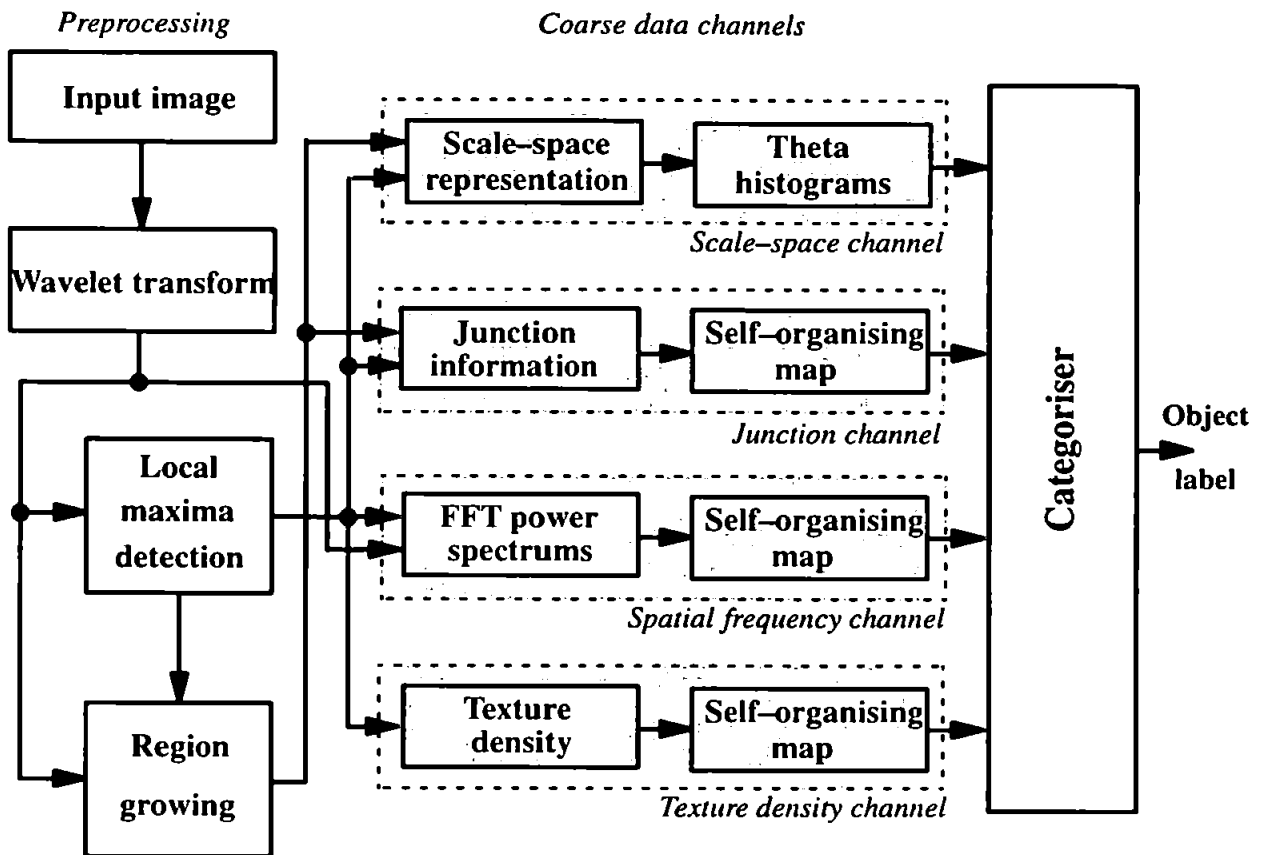 Preprocessing
Coarse data channels
Input image
Wavelet transform
Local
maxima
detection
Region
growing
Scale–space
representation
Theta
histograms
Scale–space channel
Junction
information
Self–organising
map
Junction channel
FFT power
spectrums
Self–organising
map
Spatial frequency channel
Texture
density
Self–organising
map
Texture density channel
Categoriser
Object
label